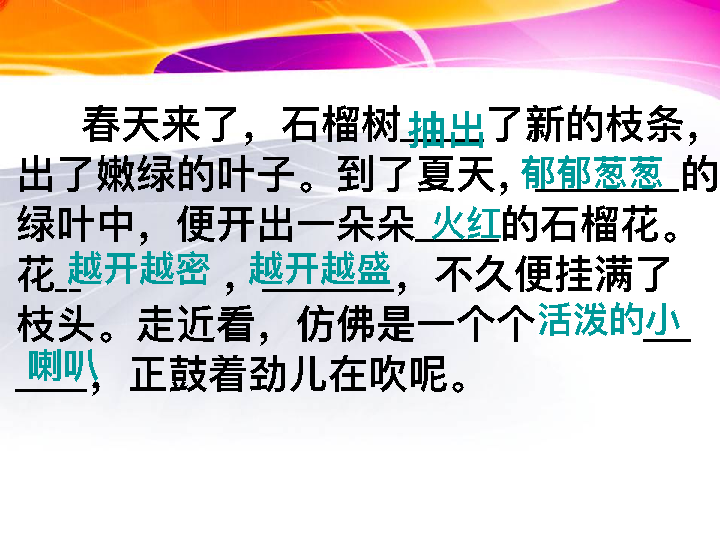 春天来了，石榴树抽出了新的枝条，
出了嫩绿的叶子。到了夏天，郁郁葱葱的
绿叶中，便开出一朵朵火红的石榴花。
花越开越密，越开越盛，不久便挂满了
枝头。走近看，仿佛是一个个活泼的小
喇叭，正鼓着劲儿在吹呢。